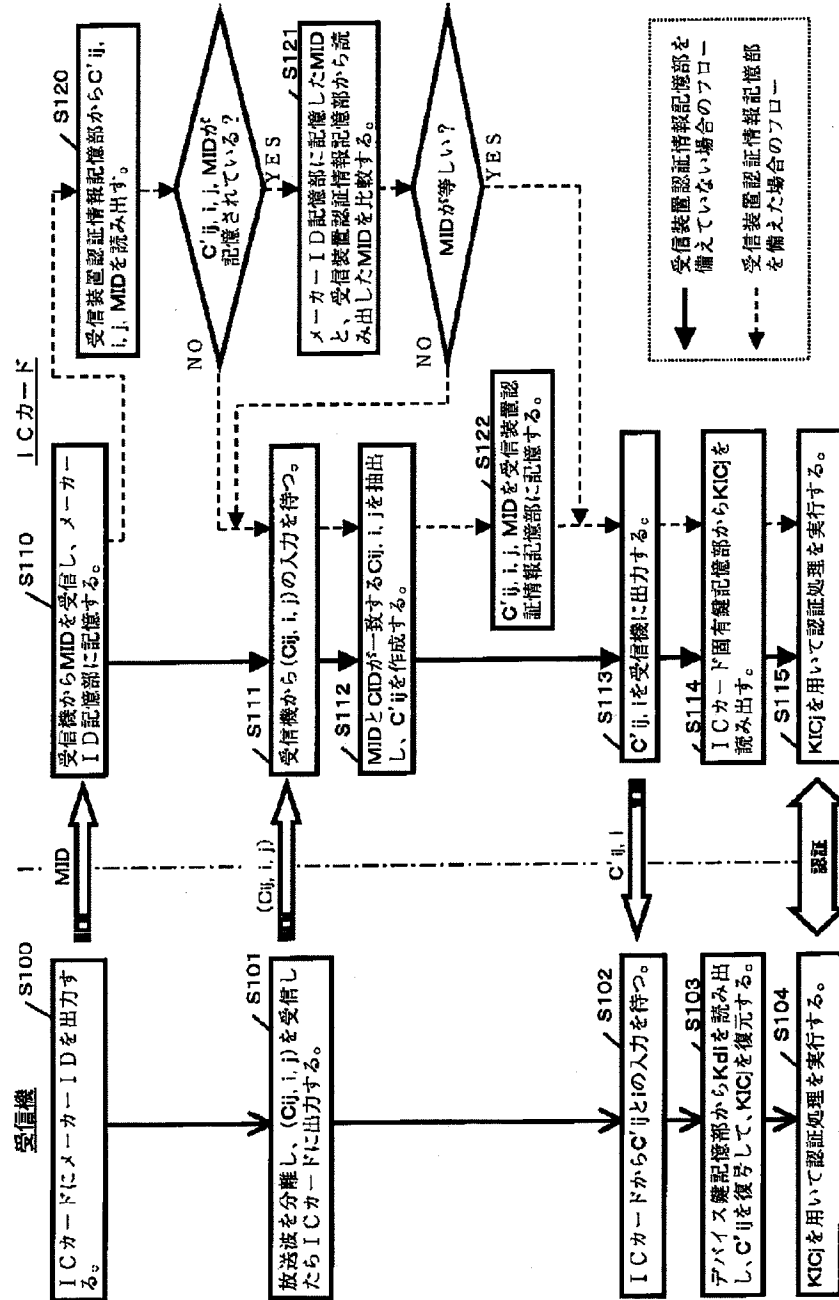 受信機
S100
ICカードにメーカーIDを出力す
る。
S101
放送波を分離し、(Cij, i, j)を受信し
たらICカードに出力する。
S102
ICカードからC'ijとiの入力を待つ。
S103
デバイス鍵記憶部からKdiを読み出
し、C'ijを復号して、KICjを復元する。
S104
KICjを用いて認証処理を実行する。
MID
(Cij, i, j)
C'ij, i
認証
ICカード
S110
受信機からMIDを受信し、メーカー
ID記憶部に記憶する。
S111
受信機から(Cij, i, j)の入力を待つ。
S112
MIDとCIDが一致するCij, i, jを抽出
し、C'ijを作成する。
S122
C'ij, i, j, MIDを受信装置認
証情報記憶部に記憶する。
S113
C'ij, iを受信機に出力する。
S114
ICカード固有鍵記憶部からKICjを
読み出す。
S115
KICjを用いて認証処理を実行する。
S120
受信装置認証情報記憶部からC'ij,
i, j, MIDを読み出す。
C'ij, i, j, MIDが
記憶されている？
NO
YES
S121
メーカーID記憶部に記憶したMID
と、受信装置認証情報記憶部から読
み出したMIDを比較する。
MIDが等しい？
NO
YES
受信装置認証情報記憶部を
備えていない場合のフロー
受信装置認証情報記憶部
を備えた場合のフロー